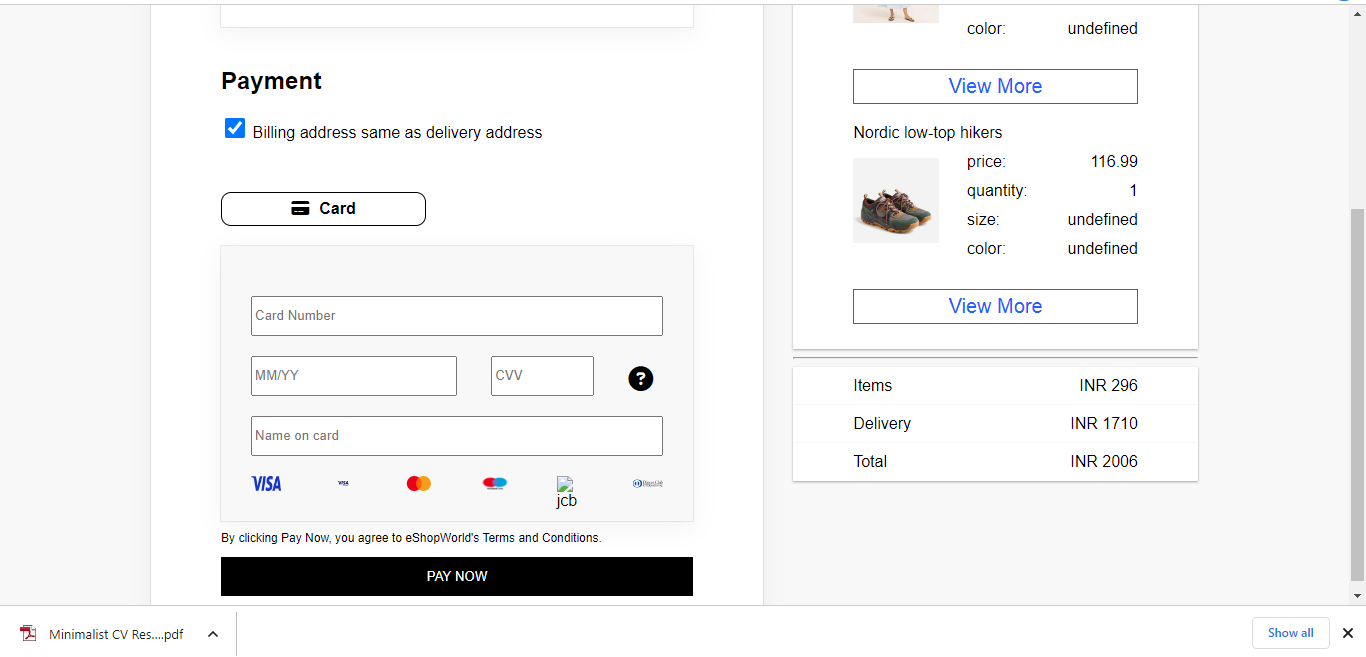 Payment
Billing address same as delivery address
Card
Card Number
MM/YY
CVV
?
Name on card
VISA
VISA
jcb
By clicking Pay Now, you agree to eShopWorld's Terms and Conditions.
PAY NOW
color: undefined
View More
Nordic low-top hikers
price: 116.99
quantity: 1
size: undefined
color: undefined
View More
Items INR 296
Delivery INR 1710
Total INR 2006
Minimalist CV Res....pdf
Show all